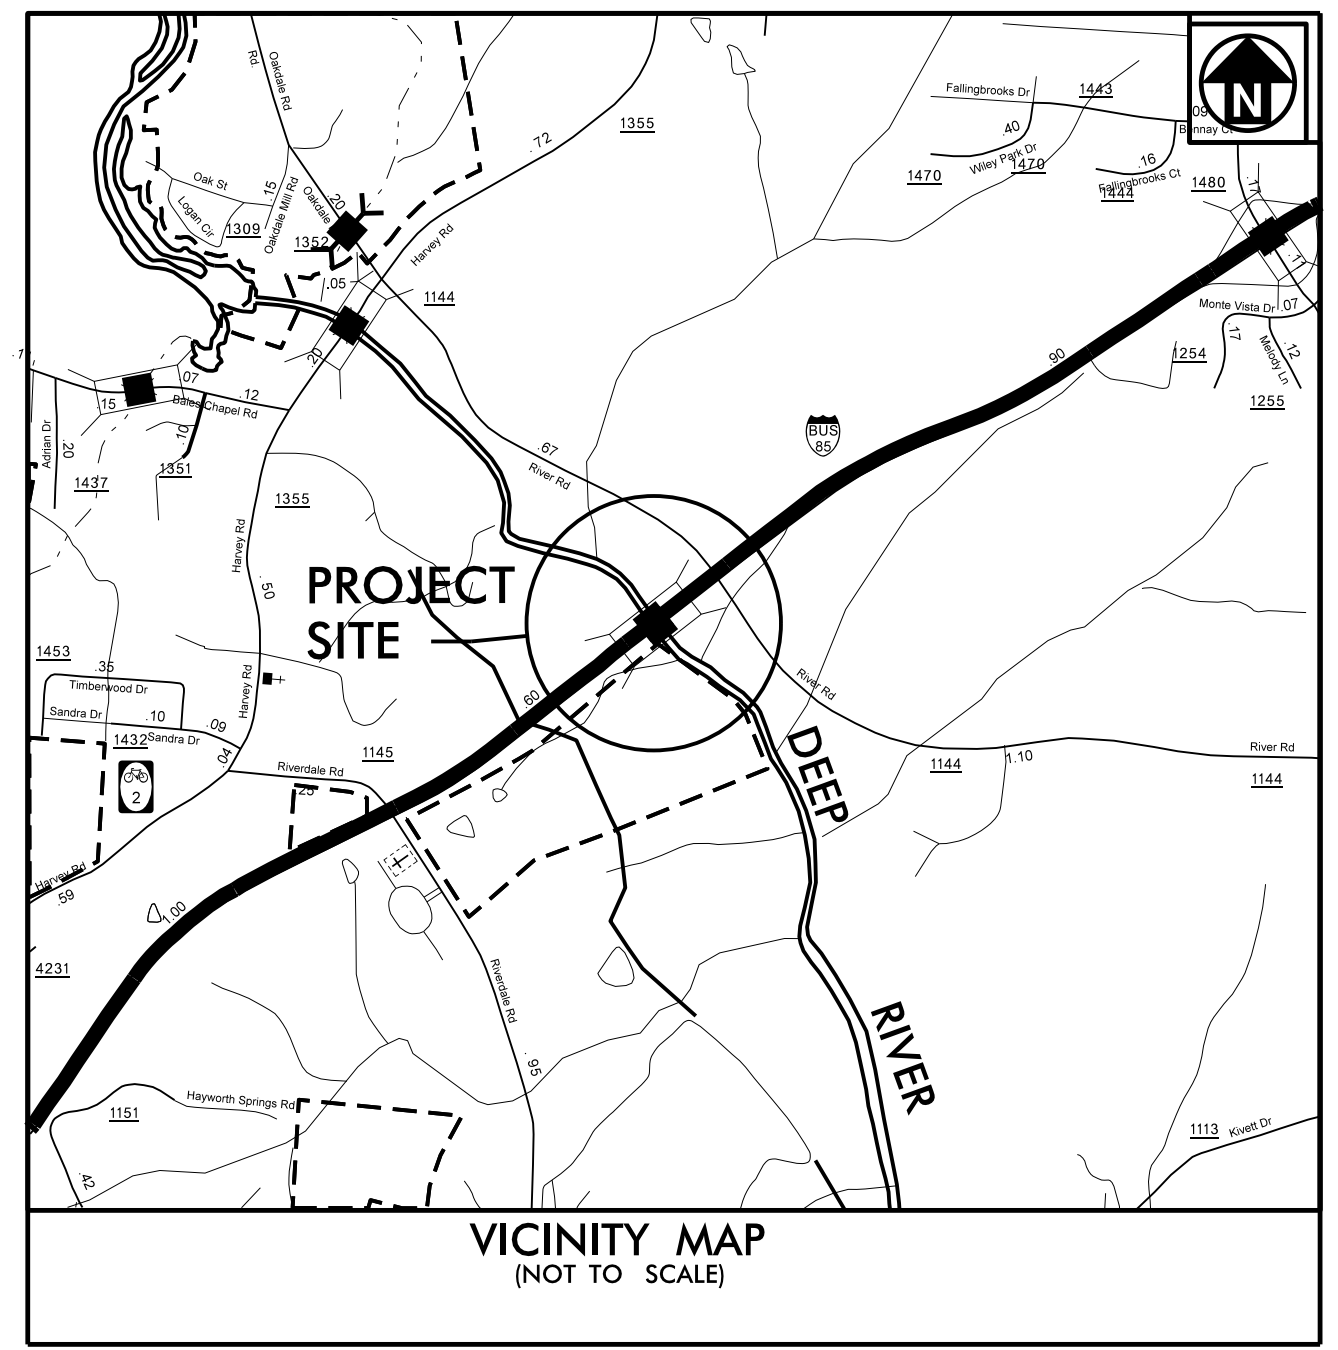 Oakdale Rd
Rd.
.72
1355
Fallingbrooks Dr
1443
.40
Wiley Park Dr
1470
1470
09
Bennay Ct
N
.16
Fallingbrooks Ct
1444
1480
.17
Oak St
.15
Logan Cir
1309
Oakdale Mill Rd
Oakdale
.20
1352
Harvey Rd
.05
1144
.11
Monte Vista Dr
.07
.17
.12
Melody Ln
1254
1255
.90
BUS
85
.20
.07
.15
.12
Bales Chapel Rd
.10
Adrian Dr
.20
1437
1351
1355
.67
River Rd
Harvey Rd
.50
PROJECT
SITE
1453
.35
Timberwood Dr
Sandra Dr
.10
.09
1432
Sandra Dr
.04
Harvey Rd
2
1145
Riverdale Rd
.25
.60
River Rd
River Rd
1144
1.10
1144
DEEP
Harvey Rd
.59
1.00
4231
Riverdale Rd
.95
RIVER
Hayworth Springs Rd
1151
.42
1113
Kivett Dr
VICINITY MAP
(NOT TO SCALE)